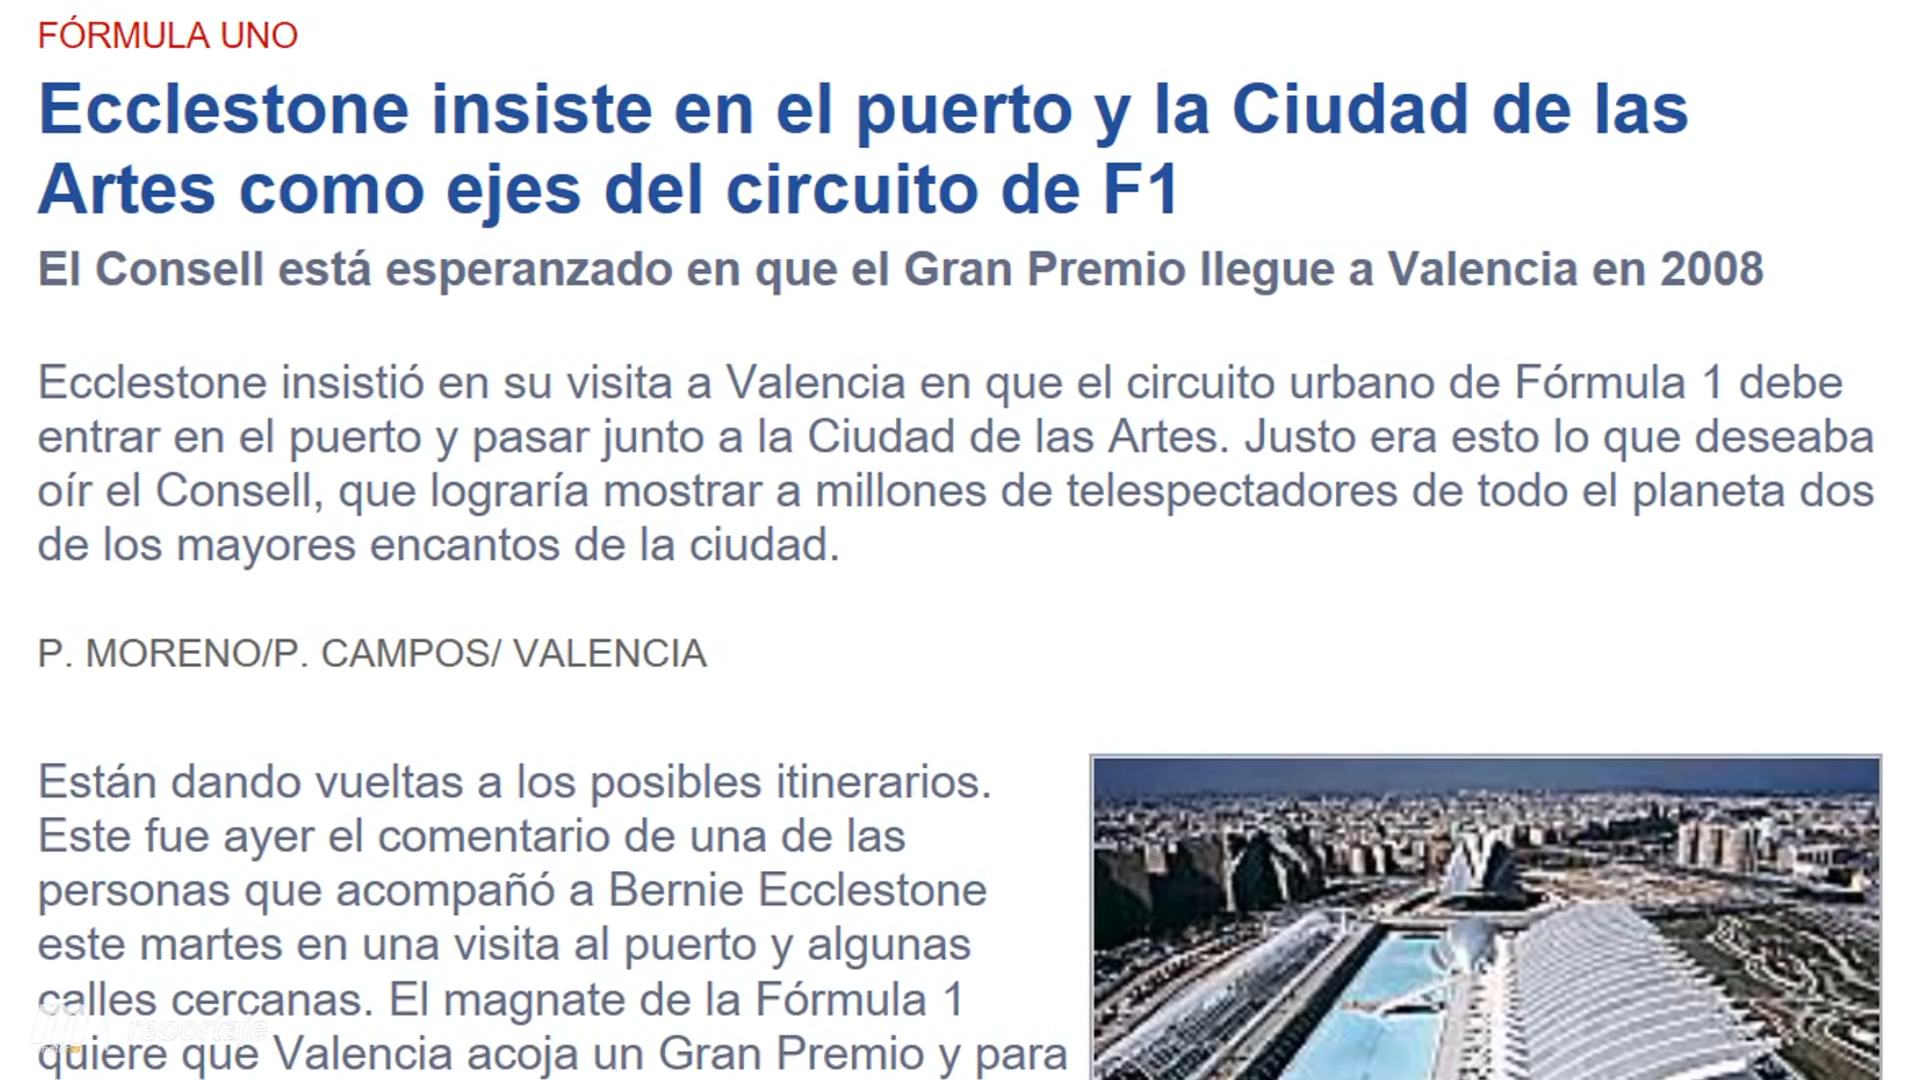 FÓRMULA UNO
Ecclestone insiste en el puerto y la Ciudad de las
Artes como ejes del circuito de F1
El Consell está esperanzado en que el Gran Premio llegue a Valencia en 2008
Ecclestone insistió en su visita a Valencia en que el circuito urbano de Fórmula 1 debe
entrar en el puerto y pasar junto a la Ciudad de las Artes. Justo era esto lo que deseaba
oír el Consell, que lograría mostrar a millones de telespectadores de todo el planeta dos
de los mayores encantos de la ciudad.
P. MORENO/P. CAMPOS/ VALENCIA
Están dando vueltas a los posibles itinerarios.
Este fue ayer el comentario de una de las
personas que acompañó a Bernie Ecclestone
este martes en una visita al puerto y algunas
calles cercanas. El magnate de la Fórmula 1
quiere que Valencia acoja un Gran Premio y para
reportaje